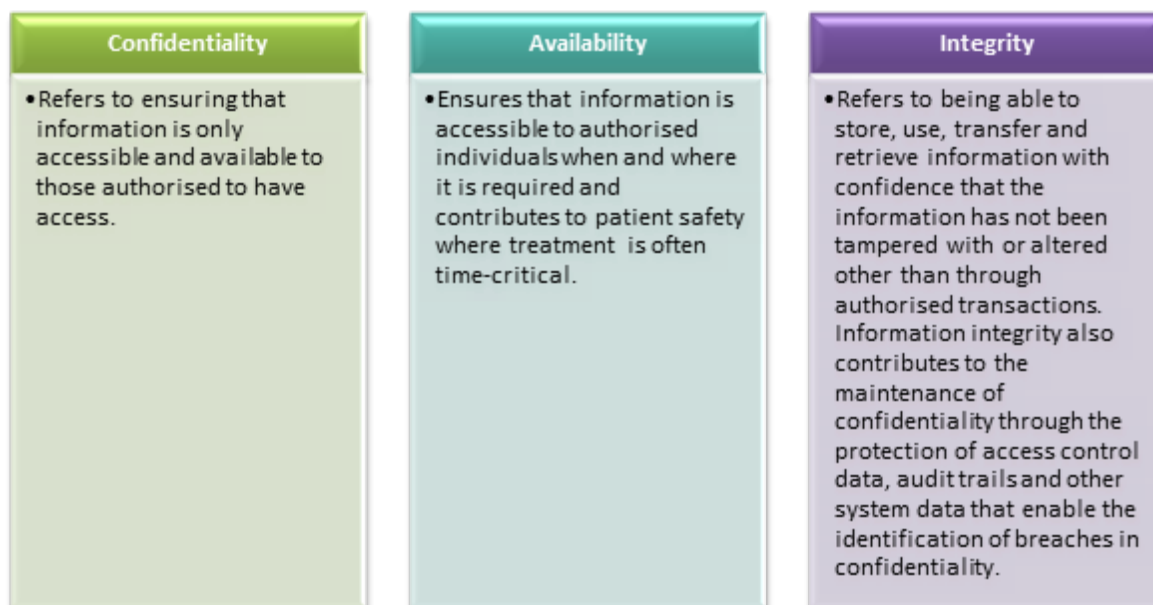 Confidentiality
•Refers to ensuring that
information is only
accessible and available to
those authorised to have
access.
Availability
•Ensures that information is
accessible to authorised
individuals when and where
it is required and
contributes to patient safety
where treatment is often
time-critical.
Integrity
•Refers to being able to
store, use, transfer and
retrieve information with
confidence that the
information has not been
tampered with or altered
other than through
authorised transactions.
Information integrity also
contributes to the
maintenance of
confidentiality through the
protection of access control
data, audit trails and other
system data that enable the
identification of breaches in
confidentiality.